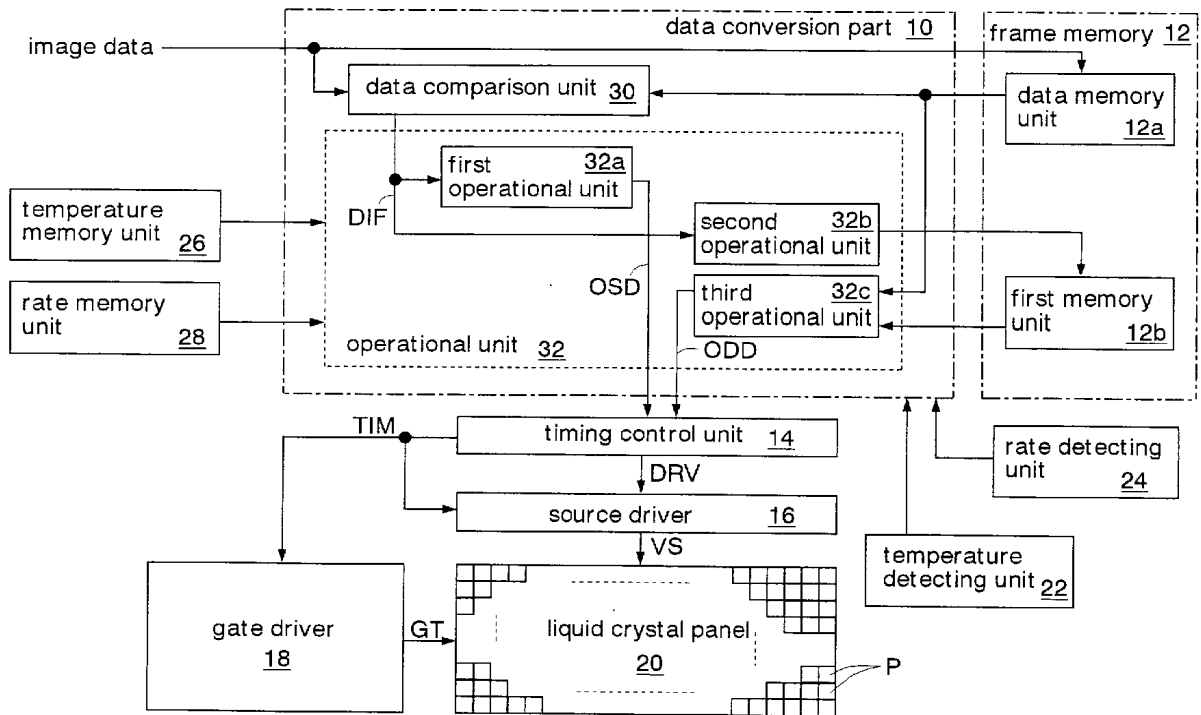 image data
data conversion part 10
frame memory 12
data comparison unit 30
data memory
unit
12a
32a
first
operational unit
DIF
temperature
memory unit
26
second
32b
operational unit
OSD
third
32c
operational unit
first memory
unit
12b
rate memory
unit
28
operational unit 32
ODD
TIM
timing control unit 14
rate detecting
unit
24
DRV
source driver 16
VS
temperature
detecting unit 22
gate driver
18
GT
liquid crystal panel
20
P